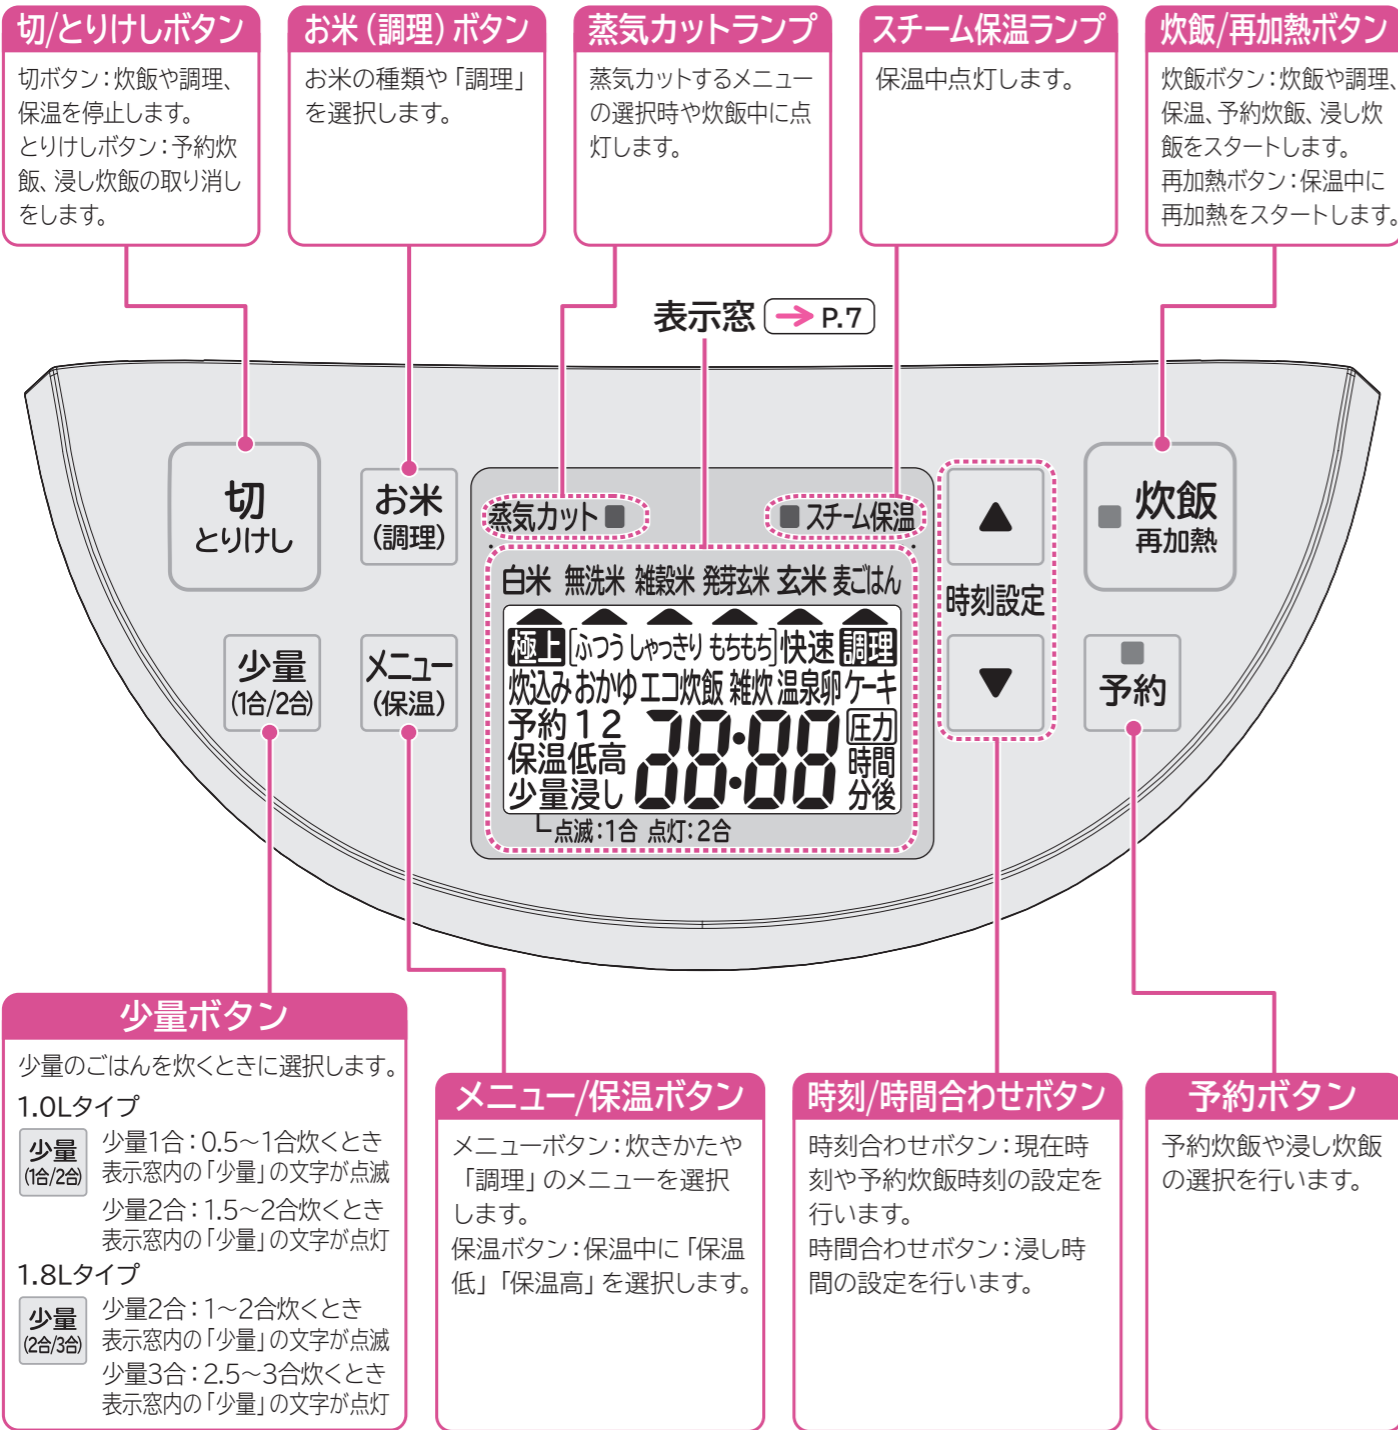 切/とりけしボタン
切ボタン：炊飯や調理、
保温を停止します。
とりけしボタン：予約炊
飯、浸し炊飯の取り消し
をします。
お米（調理）ボタン
お米の種類や「調理」
を選択します。
蒸気カットランプ
蒸気カットするメニュー
の選択時や炊飯中に点
灯します。
スチーム保温ランプ
保温中点灯します。
炊飯/再加熱ボタン
炊飯ボタン：炊飯や調理、
保温、予約炊飯、浸し炊
飯をスタートします。
再加熱ボタン：保温中に
再加熱をスタートします。
表示窓 → P.7
切
とりけし
お米
（調理）
少量
(1合/2合)
メニュー
（保温）
蒸気カット■
■スチーム保温
白米 無洗米 雑穀米 発芽玄米 玄米 麦ごはん
極上 [ふつう しゃっきり もちもち] 快速 調理
炊込み おかゆ エコ炊飯 雑炊 温泉卵 ケーキ
予約 1 2
保温低高
少量浸し
28:88
圧力
時間
分後
点滅：1合 点灯：2合
▲
時刻設定
▼
炊飯
再加熱
予約
少量ボタン
少量のごはんを炊くときに選択します。
1.0Lタイプ
少量
(1合/2合)
少量1合：0.5～1合炊くとき
表示窓内の「少量」の文字が点滅
少量2合：1.5～2合炊くとき
表示窓内の「少量」の文字が点灯
1.8Lタイプ
少量
(2合/3合)
少量2合：1～2合炊くとき
表示窓内の「少量」の文字が点滅
少量3合：2.5～3合炊くとき
表示窓内の「少量」の文字が点灯
メニュー/保温ボタン
メニューボタン：炊きかたや
「調理」のメニューを選択
します。
保温ボタン：保温中に「保温
低」「保温高」を選択します。
時刻/時間合わせボタン
時刻合わせボタン：現在時
刻や予約炊飯時刻の設定を
行います。
時間合わせボタン：浸し時
間の設定を行います。
予約ボタン
予約炊飯や浸し炊飯
の選択を行います。